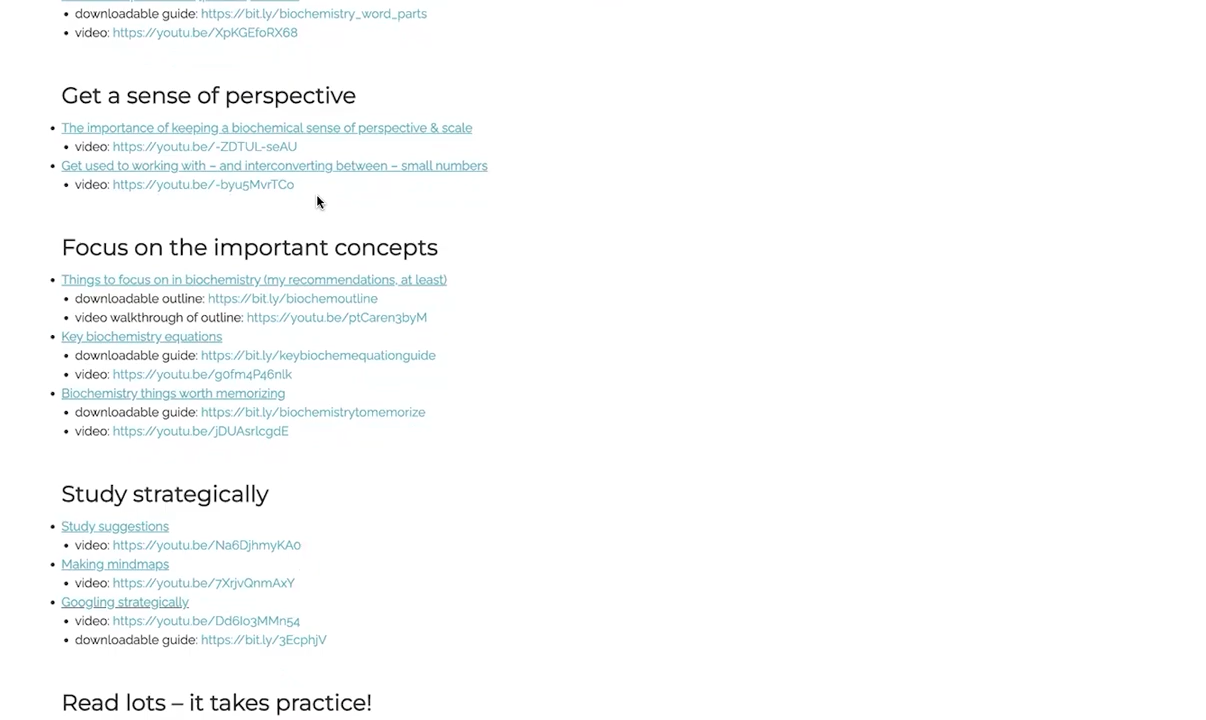 • downloadable guide: https://bit.ly/biochemistry_word_parts
• video: https://youtu.be/XpKGEfoRX68
Get a sense of perspective
• The importance of keeping a biochemical sense of perspective & scale
• video: https://youtu.be/-ZDTUL-seAU
• Get used to working with – and interconverting between – small numbers
• video: https://youtu.be/-byu5MvrTCo
Focus on the important concepts
• Things to focus on in biochemistry (my recommendations, at least)
• downloadable outline: https://bit.ly/biochemoutline
• video walkthrough of outline: https://youtu.be/ptCaren3byM
• Key biochemistry equations
• downloadable guide: https://bit.ly/keybiochemequationguide
• video: https://youtu.be/g0fm4P46nlk
• Biochemistry things worth memorizing
• downloadable guide: https://bit.ly/biochemistrytomemorize
• video: https://youtu.be/jDUAsrlcgdE
Study strategically
• Study suggestions
• video: https://youtu.be/Na6DjhmyKA0
• Making mindmaps
• video: https://youtu.be/7XrjvQnmAxY
• Googling strategically
• video: https://youtu.be/Dd6Io3MMn54
• downloadable guide: https://bit.ly/3EcphjV
Read lots – it takes practice!